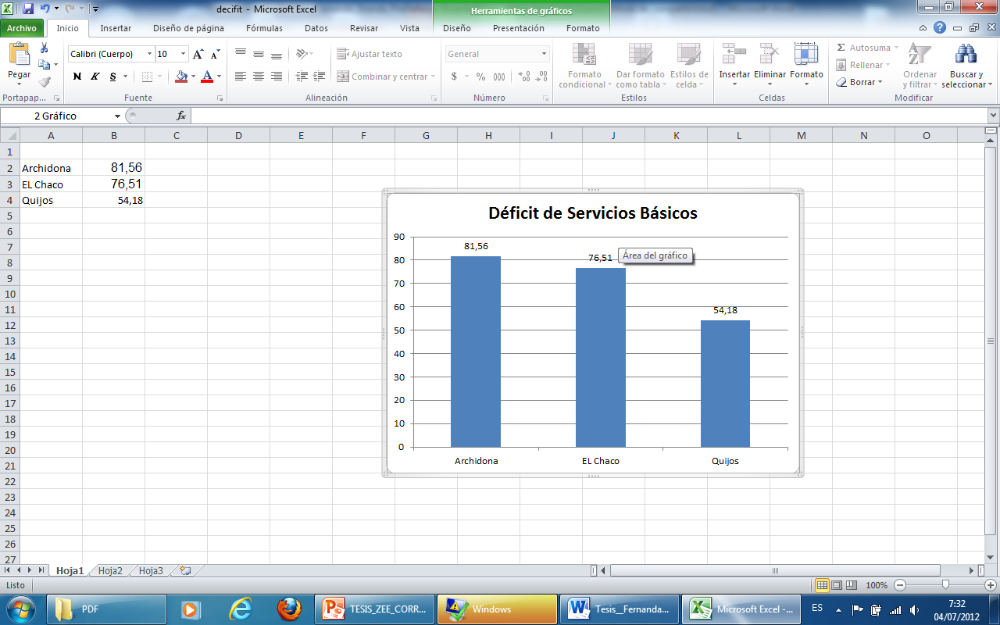 decifit - Microsoft Excel
Herramientas de gráficos
Archivo Inicio Insertar Diseño de página Fórmulas Datos Revisar Vista Diseño Presentación Formato
Pegar
Calibri (Cuerpo) 10
N K S
Ajustar texto
Combinar y centrar
General
$ % 000
Formato condicional
Dar formato como tabla
Estilos de celda
Insertar Eliminar Formato
Autosuma
Rellenar
Borrar
Ordenar y filtrar
Buscar y seleccionar
Portapap... Fuente Alineación Número Estilos Celdas Modificar
2 Gráfico fx
A B C D E F G H I J K L M N O
1
2 Archidona 81,56
3 EL Chaco 76,51
4 Quijos 54,18
5
6
7
8
9
10
11
12
13
14
15
16
17
18
19
20
21
22
23
24
25
26
27
Déficit de Servicios Básicos
90
80
70
60
50
40
30
20
10
0
81,56
76,51
54,18
Área del gráfico
Archidona EL Chaco Quijos
Hoja1 Hoja2 Hoja3
Listo 100%
PDF TESIS_ZEE_CORR... Windows Tesis__Fernanda... Microsoft Excel -... ES 7:32
04/07/2012